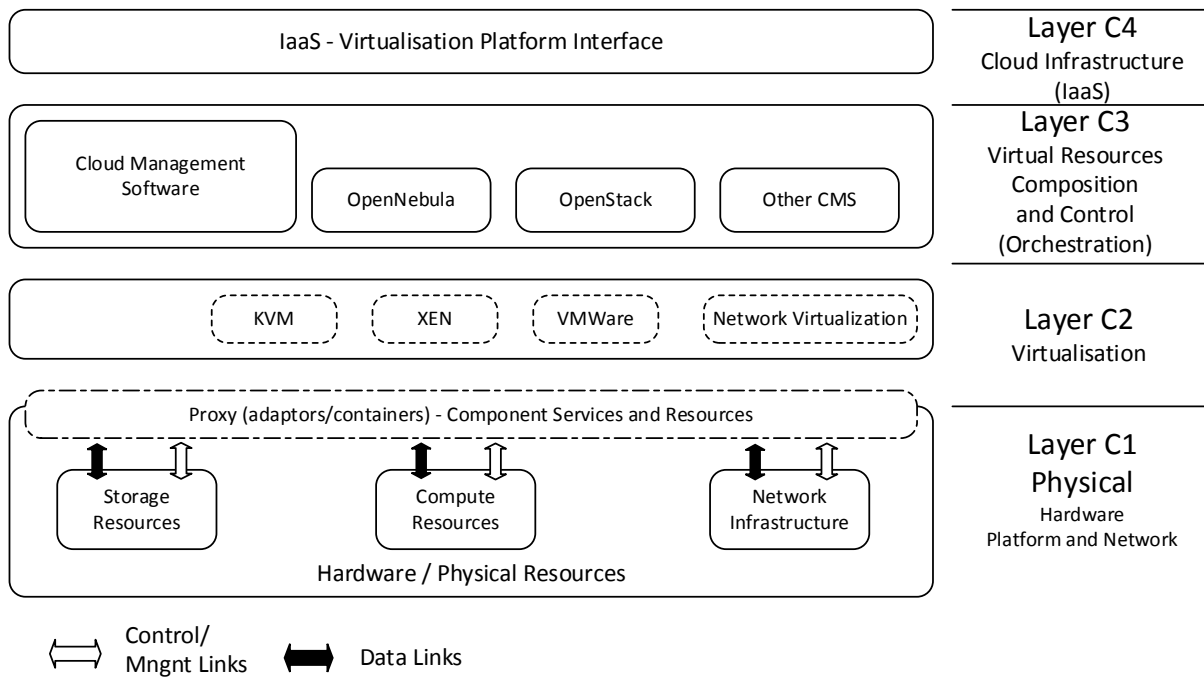 IaaS - Virtualisation Platform Interface
Layer C4
Cloud Infrastructure
(IaaS)
Cloud Management
Software
OpenNebula
OpenStack
Other CMS
Layer C3
Virtual Resources
Composition
and Control
(Orchestration)
KVM
XEN
VMWare
Network Virtualization
Layer C2
Virtualisation
Proxy (adaptors/containers) - Component Services and Resources
Storage
Resources
Compute
Resources
Network
Infrastructure
Hardware / Physical Resources
Layer C1
Physical
Hardware
Platform and Network
Control/
Mngnt Links
Data Links